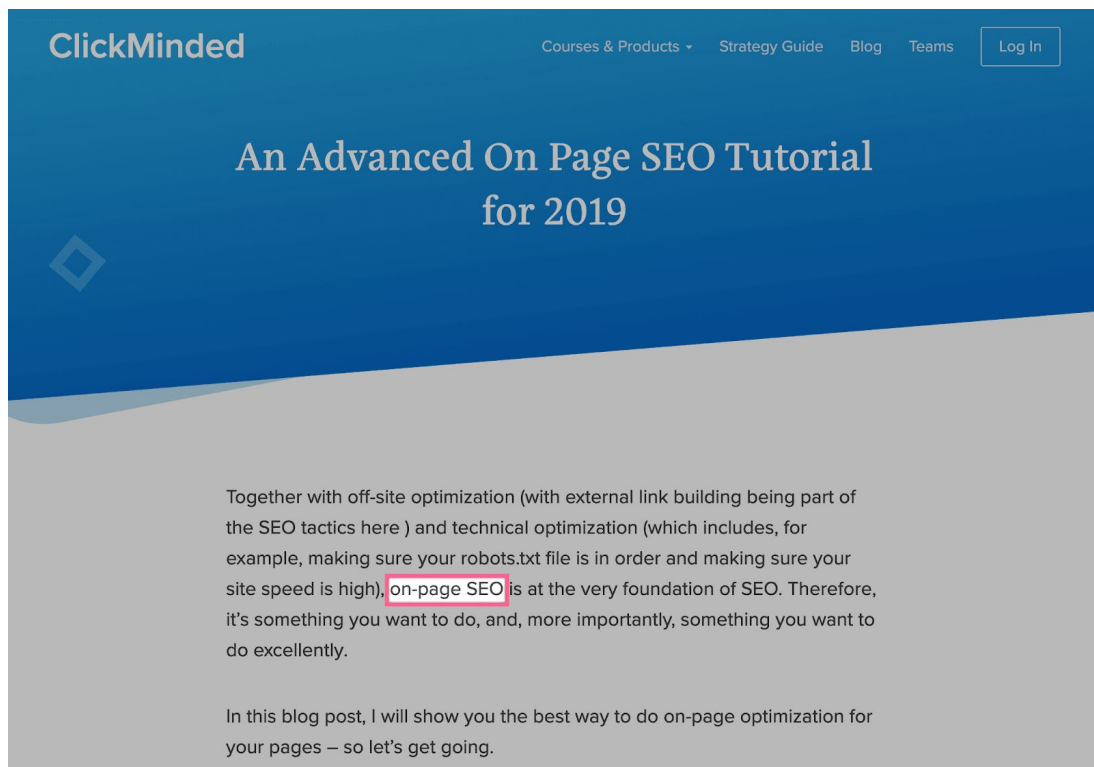 ClickMinded
Courses & Products
Strategy Guide
Blog
Teams
Log In
An Advanced On Page SEO Tutorial
for 2019
Together with off-site optimization (with external link building being part of
the SEO tactics here ) and technical optimization (which includes, for
example, making sure your robots.txt file is in order and making sure your
site speed is high), on-page SEO is at the very foundation of SEO. Therefore,
it’s something you want to do, and, more importantly, something you want to
do excellently.
In this blog post, I will show you the best way to do on-page optimization for
your pages – so let’s get going.